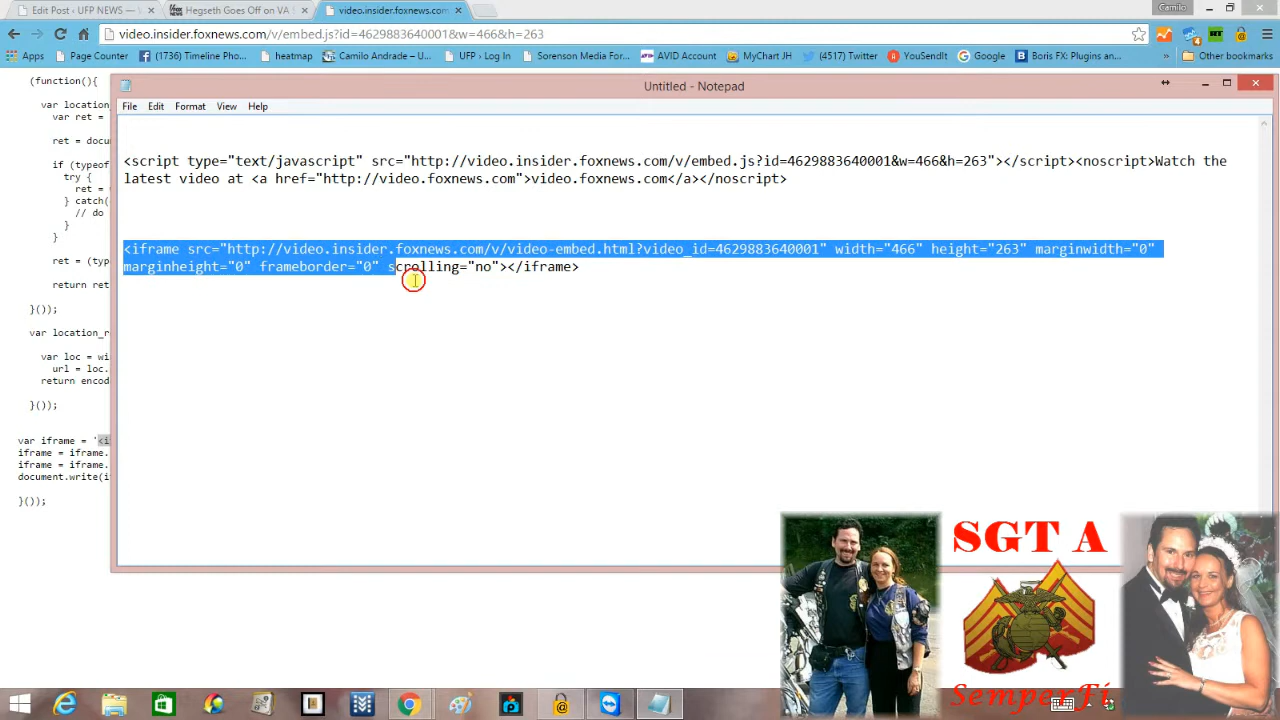 Edit Post ‹ UFP NEWS — W
Hegseth Goes Off on VA S
video.insider.foxnews.com
Camilo
video.insider.foxnews.com/v/embed.js?id=4629883640001&w=466&h=263
Apps
Page Counter
(1736) Timeline Pho...
heatmap
Camilo Andrade – U...
UFP › Log In
Sorenson Media For...
AVID Account
MyChart JH
(4517) Twitter
YouSendIt
Google
Boris FX: Plugins an
Other bookmarks
Untitled - Notepad
File Edit Format View Help
<script type="text/javascript" src="http://video.insider.foxnews.com/v/embed.js?id=4629883640001&w=466&h=263"></script><noscript>Watch the
latest video at <a href="http://video.foxnews.com">video.foxnews.com</a></noscript>
<iframe src="http://video.insider.foxnews.com/v/video-embed.html?video_id=4629883640001" width="466" height="263" marginwidth="0"
marginheight="0" frameborder="0" scrolling="no"></iframe>
(function(){
var location_
var ret =
ret = docum
if (typeof
try {
ret =
} catch(
// do
}
}
ret = (typ
return ret
}());
var location_r
var loc = wi
url = loc.
return encod
}());
var iframe = '<i
iframe = iframe.
iframe = iframe.
document.write(i
}());
SGT A
Semper Fi